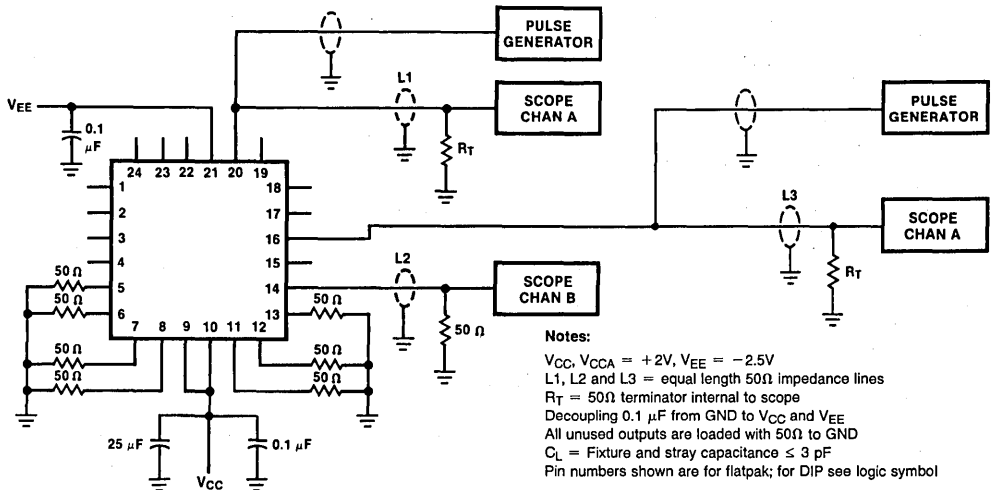 PULSE
GENERATOR
L1
SCOPE
CHAN A
VEE
0.1
μF
RT
PULSE
GENERATOR
24 23 22 21 20 19
1
2
3
4
5
6
18
17
16
15
14
13
7 8 9 10 11 12
L3
SCOPE
CHAN A
RT
L2
SCOPE
CHAN B
50 Ω
50 Ω
50 Ω
50 Ω
50 Ω
50 Ω
50 Ω
50 Ω
25 μF
0.1 μF
VCC
Notes:
VCC, VCCA = +2V, VEE = −2.5V
L1, L2 and L3 = equal length 50Ω impedance lines
RT = 50Ω terminator internal to scope
Decoupling 0.1 μF from GND to VCC and VEE
All unused outputs are loaded with 50Ω to GND
CL = Fixture and stray capacitance ≤ 3 pF
Pin numbers shown are for flatpak; for DIP see logic symbol